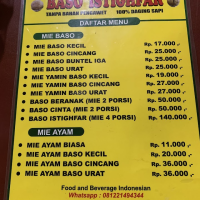 BASO ISTIGHFAR
TANPA BAHAN PENGAWET 100% DAGING SAPI
DAFTAR MENU
MIE BASO
• MIE BASO KECIL Rp. 17.000 ,-
• MIE BASO CINCANG Rp. 25.000 ,-
• MIE BASO BUNTEL IGA Rp. 25.000 ,-
• MIE BASO URAT Rp. 25.000 ,-
• MIE YAMIN BASO KECIL Rp. 19.000 ,-
• MIE YAMIN BASO CINCANG Rp. 27.000 ,-
• MIE YAMIN BASO URAT Rp. 27.000 ,-
• BASO BERANAK (MIE 2 PORSI) Rp. 50.000 ,-
• BASO CINTA (MIE 2 PORSI) Rp. 50.000 ,-
• BASO ISTIGHFAR (MIE 4 PORSI) Rp. 140.000 ,-
MIE AYAM
• MIE AYAM BIASA Rp. 11.000 ,-
• MIE AYAM BASO KECIL Rp. 20.000 ,-
• MIE AYAM BASO CINCANG Rp. 36.000 ,-
• MIE AYAM BASO URAT Rp. 36.000 ,-
Food and Beverage Indonesian
Whatsapp : 081221494344